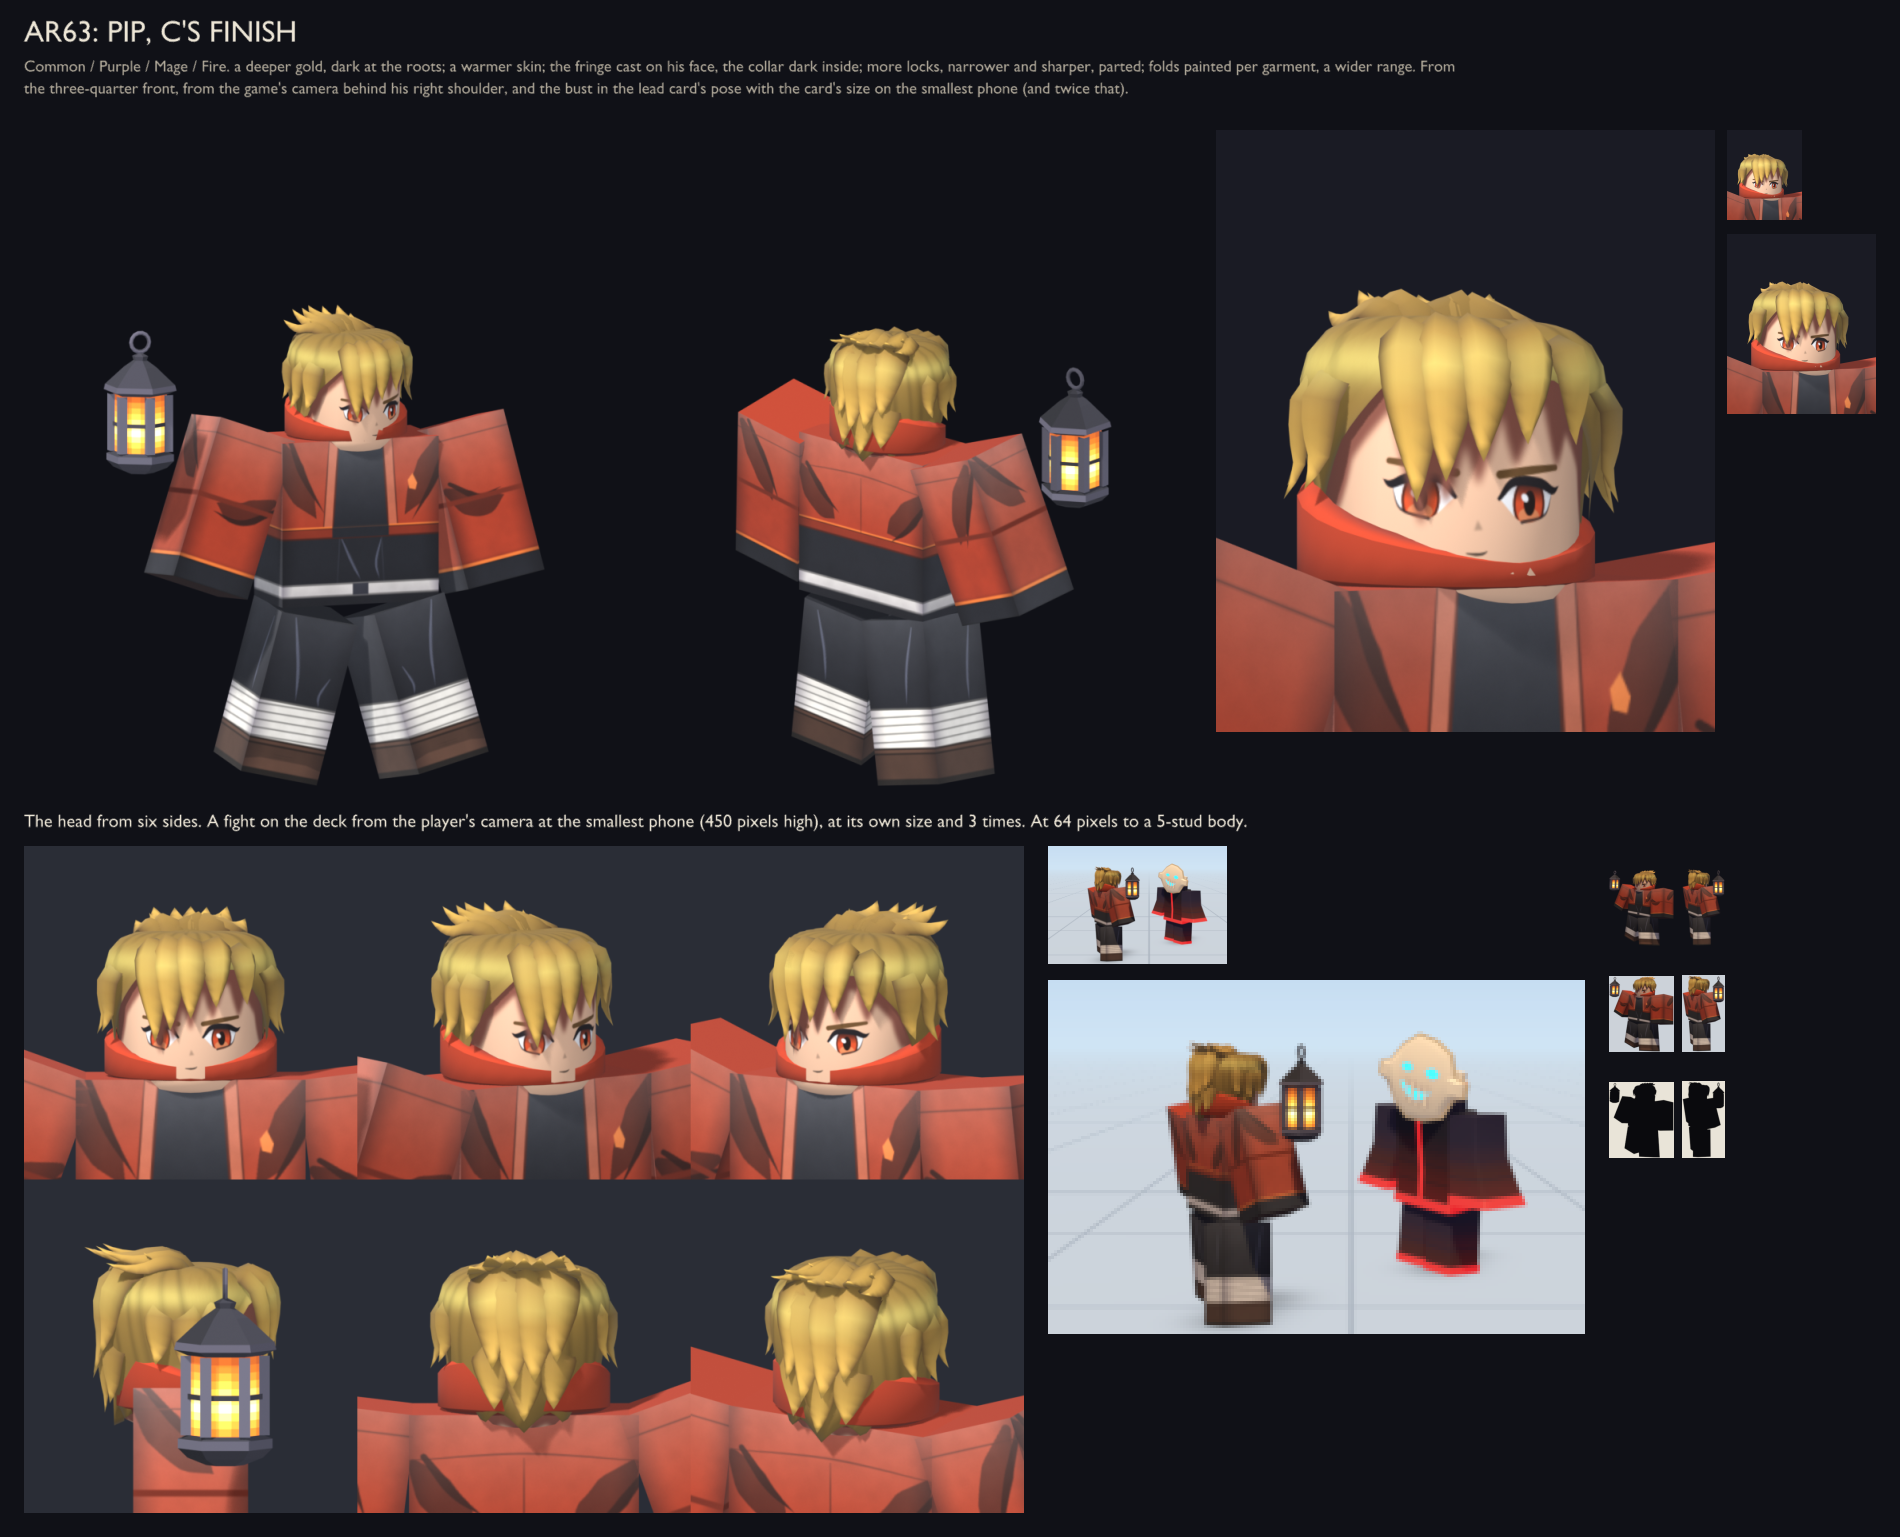 AR63: PIP, C'S FINISH
Common / Purple / Mage / Fire. a deeper gold, dark at the roots; a warmer skin; the fringe cast on his face, the collar dark inside; more locks, narrower and sharper, parted; folds painted per garment, a wider range. From
the three-quarter front, from the game's camera behind his right shoulder, and the bust in the lead card's pose with the card's size on the smallest phone (and twice that).
The head from six sides. A fight on the deck from the player's camera at the smallest phone (450 pixels high), at its own size and 3 times. At 64 pixels to a 5-stud body.